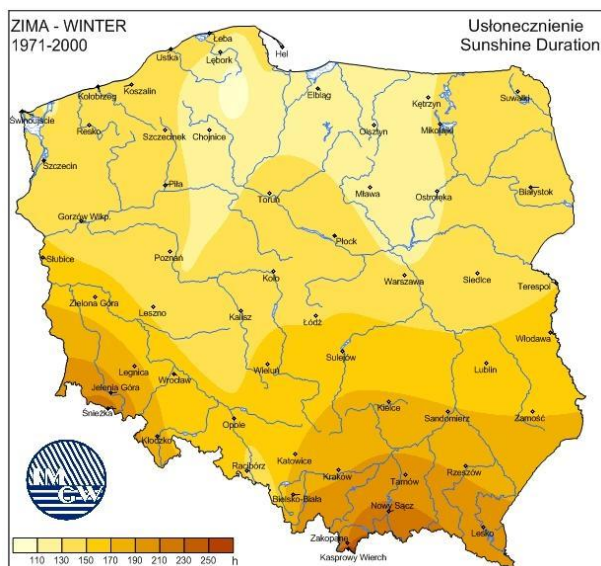 ZIMA - WINTER
1971-2000
Usłonecznienie
Sunshine Duration
Łeba
Ustka
Lębork
Hel
Koszalin
Kołobrzeg
Elbląg
Kętrzyn
Suwałki
Świnoujście
Resko
Szczecinek
Chojnice
Olsztyn
Mikołajki
Szczecin
Piła
Toruń
Mława
Ostrołęka
Białystok
Gorzów Wlkp.
Płock
Słubice
Poznań
Koło
Warszawa
Siedlce
Terespol
Zielona Góra
Leszno
Kalisz
Łódź
Włodawa
Sulejów
Legnica
Wrocław
Wieluń
Lublin
Jelenia Góra
Śnieżka
Kielce
Sandomierz
Zamość
Opole
Kłodzko
Racibórz
Katowice
Kraków
Tarnów
Rzeszów
Bielsko-Biała
Nowy Sącz
Lesko
Zakopane
Kasprowy Wierch
IM
GW
110 130 150 170 190 210 230 250 h